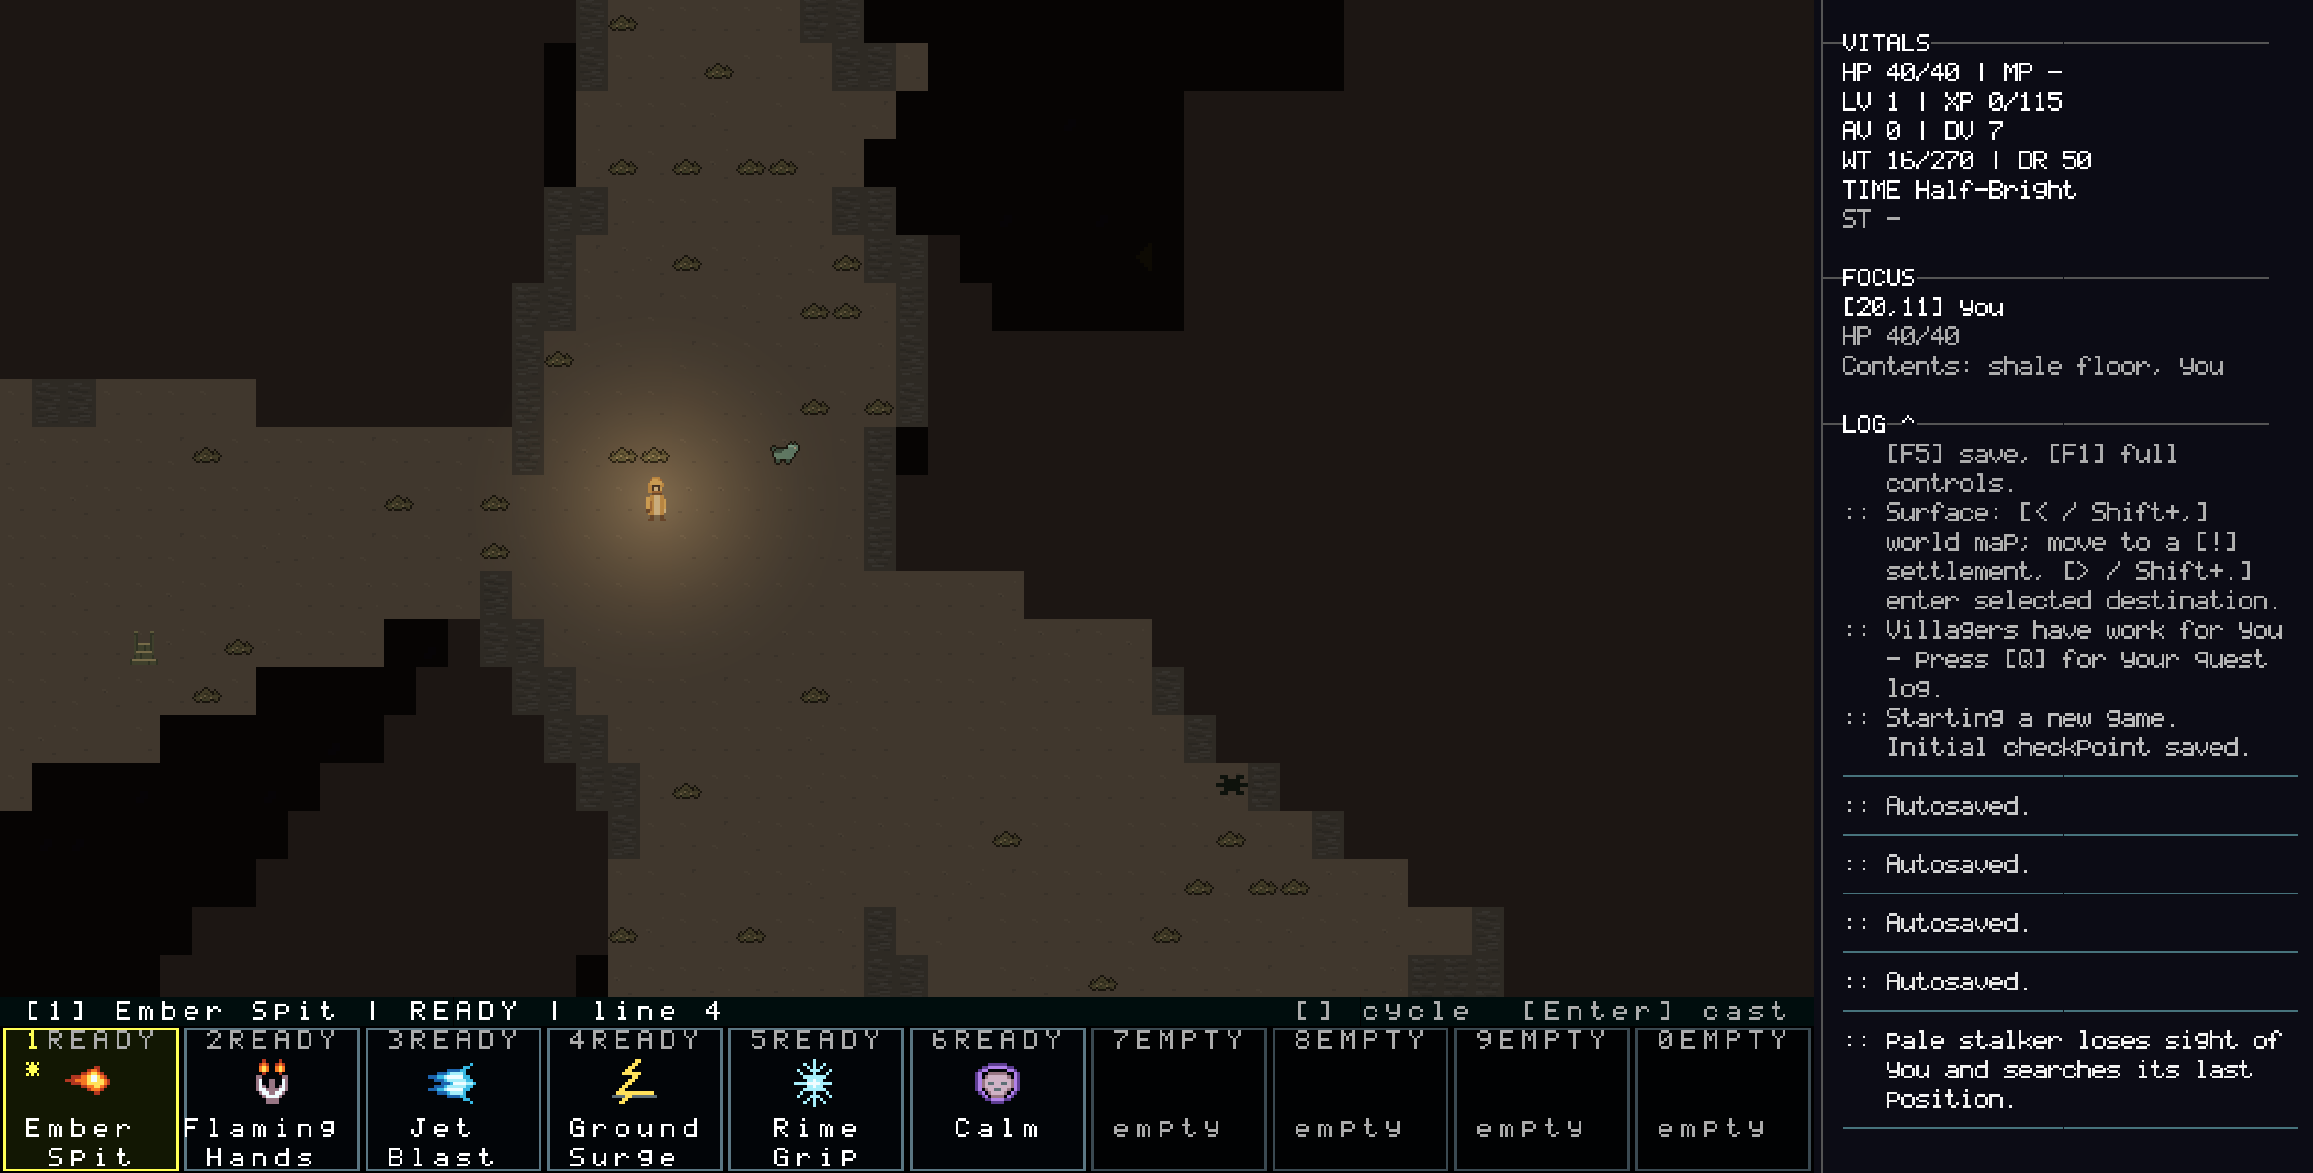 VITALS
HP 40/40 | MP -
LV 1 | XP 0/115
AV 0 | DV 7
WT 16/270 | DR 50
TIME Half-Bright
ST -
FOCUS
[20,11] You
HP 40/40
Contents: shale floor, You
LOG ^
[F5] save, [F1] full
controls.
:: Surface: [< / Shift+,]
world map; move to a [!]
settlement, [> / Shift+.]
enter selected destination.
:: Villagers have work for you
- press [Q] for your quest
log.
:: Starting a new game.
Initial checkpoint saved.
:: Autosaved.
:: Autosaved.
:: Autosaved.
:: Autosaved.
:: Pale stalker loses sight of
you and searches its last
position.
[1] Ember Spit | READY | line 4
[] cycle [Enter] cast
1READY 2READY 3READY 4READY 5READY 6READY 7EMPTY 8EMPTY 9EMPTY 0EMPTY
Ember Flaming Jet Ground Rime Calm empty empty empty empty
Spit Hands Blast Surge Grip